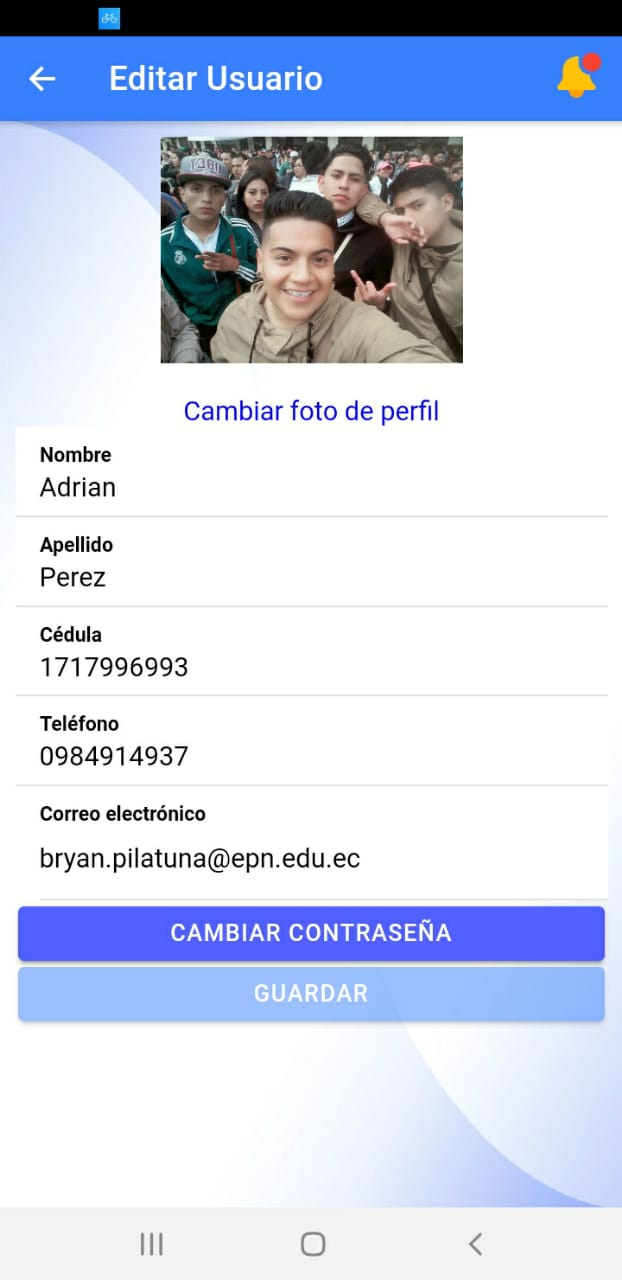 Editar Usuario
Cambiar foto de perfil
Nombre
Adrian
Apellido
Perez
Cédula
1717996993
Teléfono
0984914937
Correo electrónico
bryan.pilatuna@epn.edu.ec
CAMBIAR CONTRASEÑA
GUARDAR